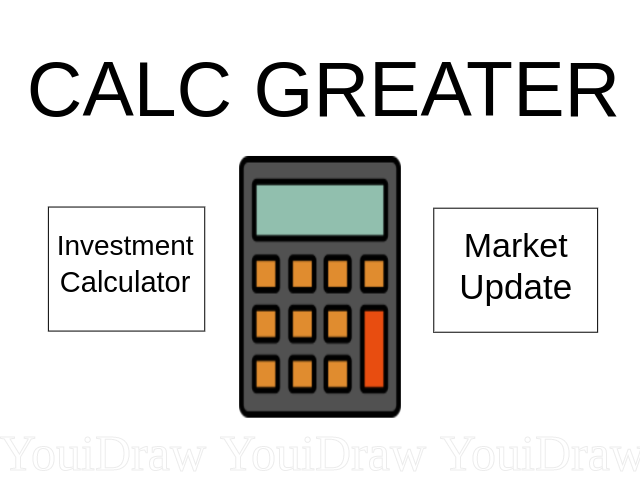 CALC GREATER
Investment
Calculator
Market
Update
YouiDraw YouiDraw YouiDraw